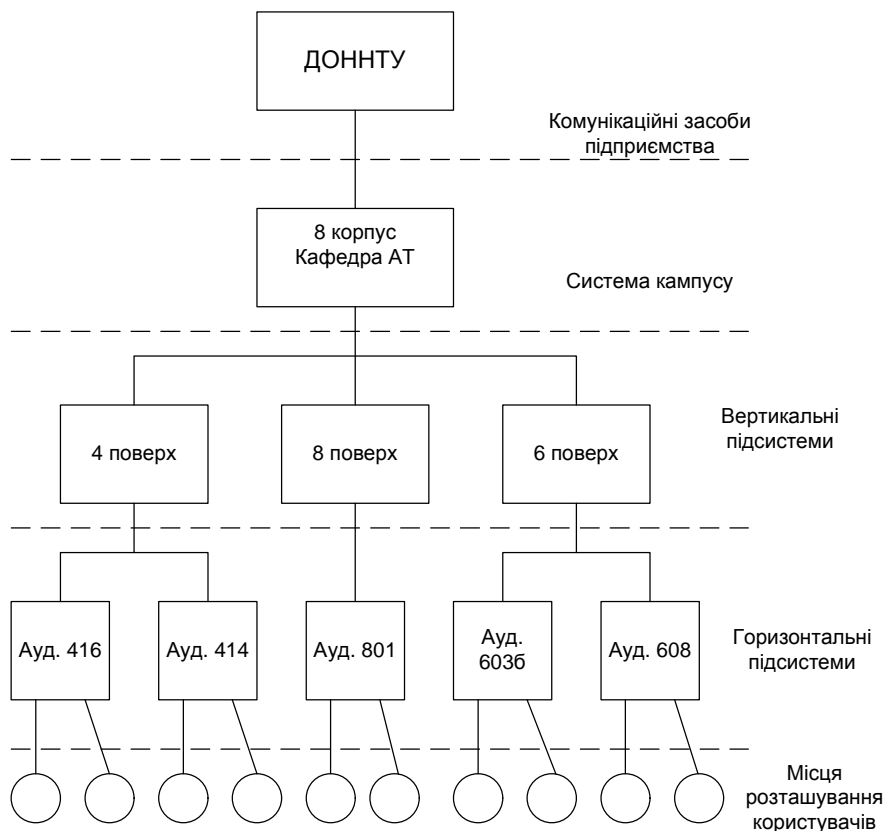 ДОННТУ
Комунікаційні засоби
підприємства
8 корпус
Кафедра АТ
Система кампусу
4 поверх
8 поверх
6 поверх
Вертикальні
підсистеми
Ауд. 416
Ауд. 414
Ауд. 801
Ауд.
603б
Ауд. 608
Горизонтальні
підсистеми
Місця
розташування
користувачів